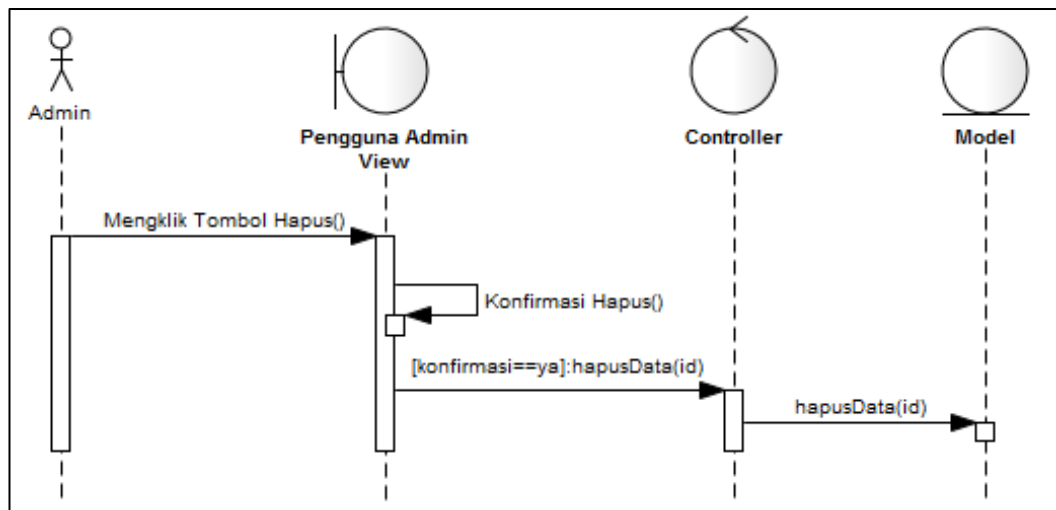 Admin
Pengguna Admin
View
Controller
Model
Mengklik Tombol Hapus()
Konfirmasi Hapus()
[konfirmasi==ya]:hapusData(id)
hapusData(id)